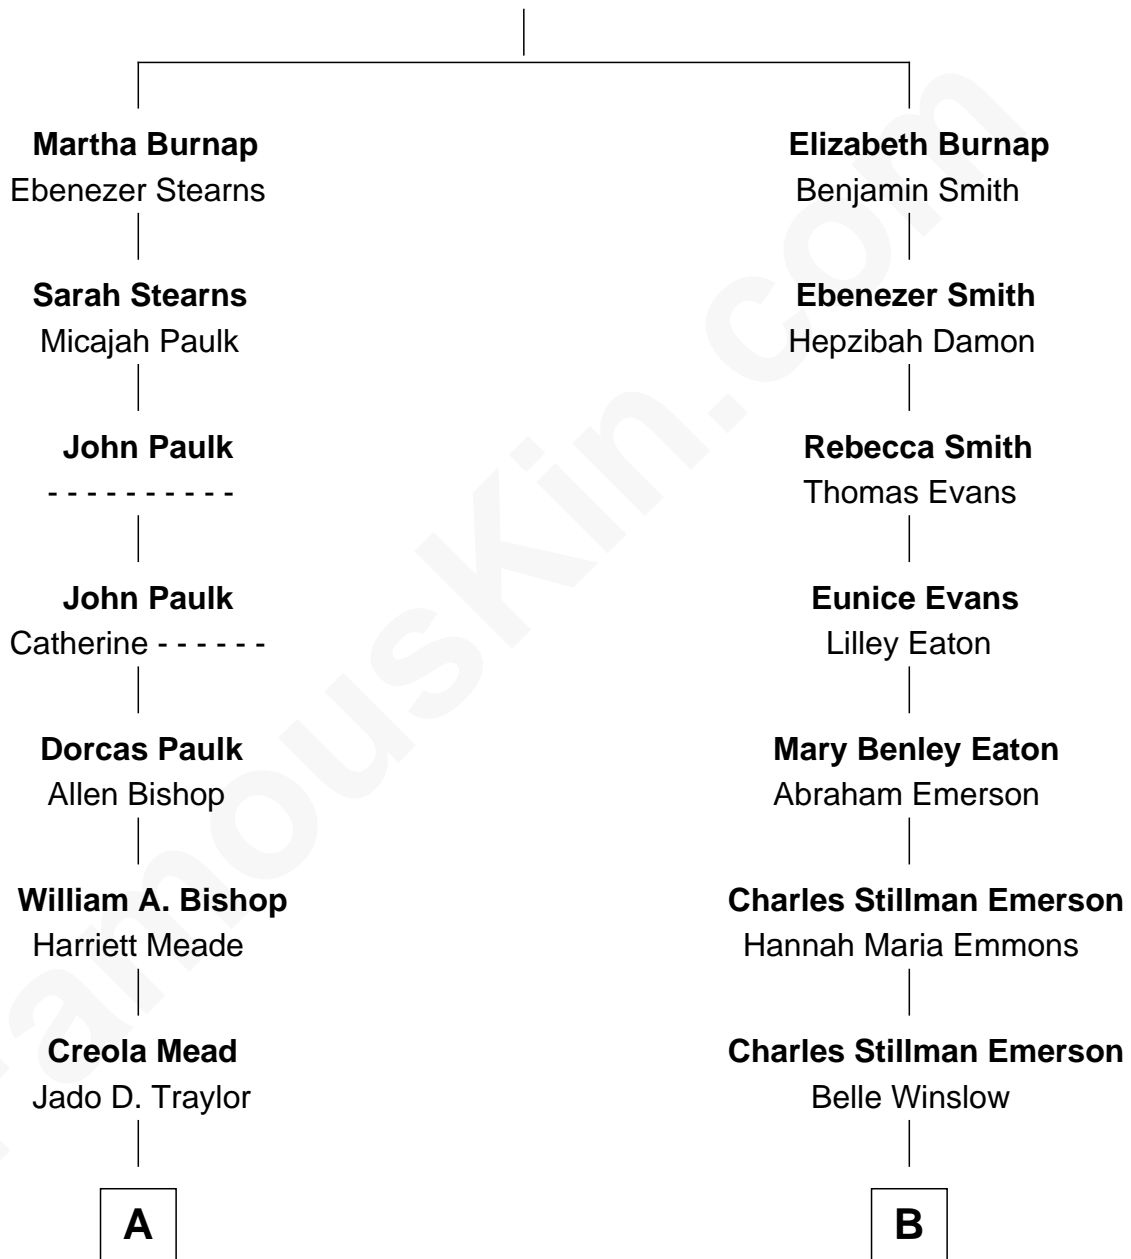 Martha Burnap
Ebenezer Stearns
Sarah Stearns
Micajah Paulk
John Paulk
- - - - - - - - - -
John Paulk
Catherine - - - - - -
Dorcas Paulk
Allen Bishop
William A. Bishop
Harriett Meade
Creola Mead
Jado D. Traylor
A
Elizabeth Burnap
Benjamin Smith
Ebenezer Smith
Hepzibah Damon
Rebecca Smith
Thomas Evans
Eunice Evans
Lilley Eaton
Mary Benley Eaton
Abraham Emerson
Charles Stillman Emerson
Hannah Maria Emmons
Charles Stillman Emerson
Belle Winslow
B
FamousKin.com